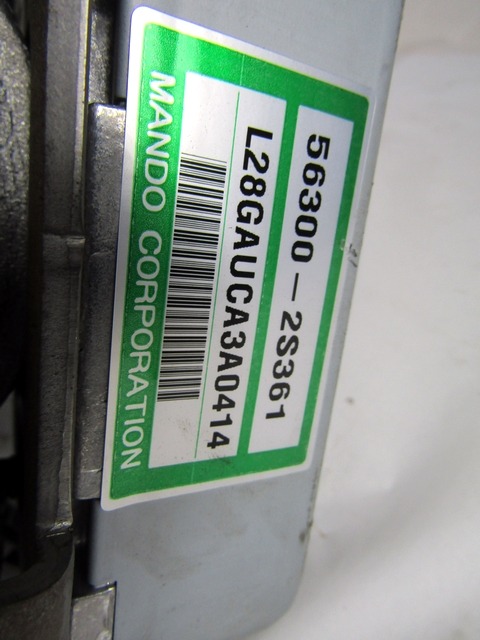 56300-2S361
L28GAUCA3A0414
MANDO CORPORATION